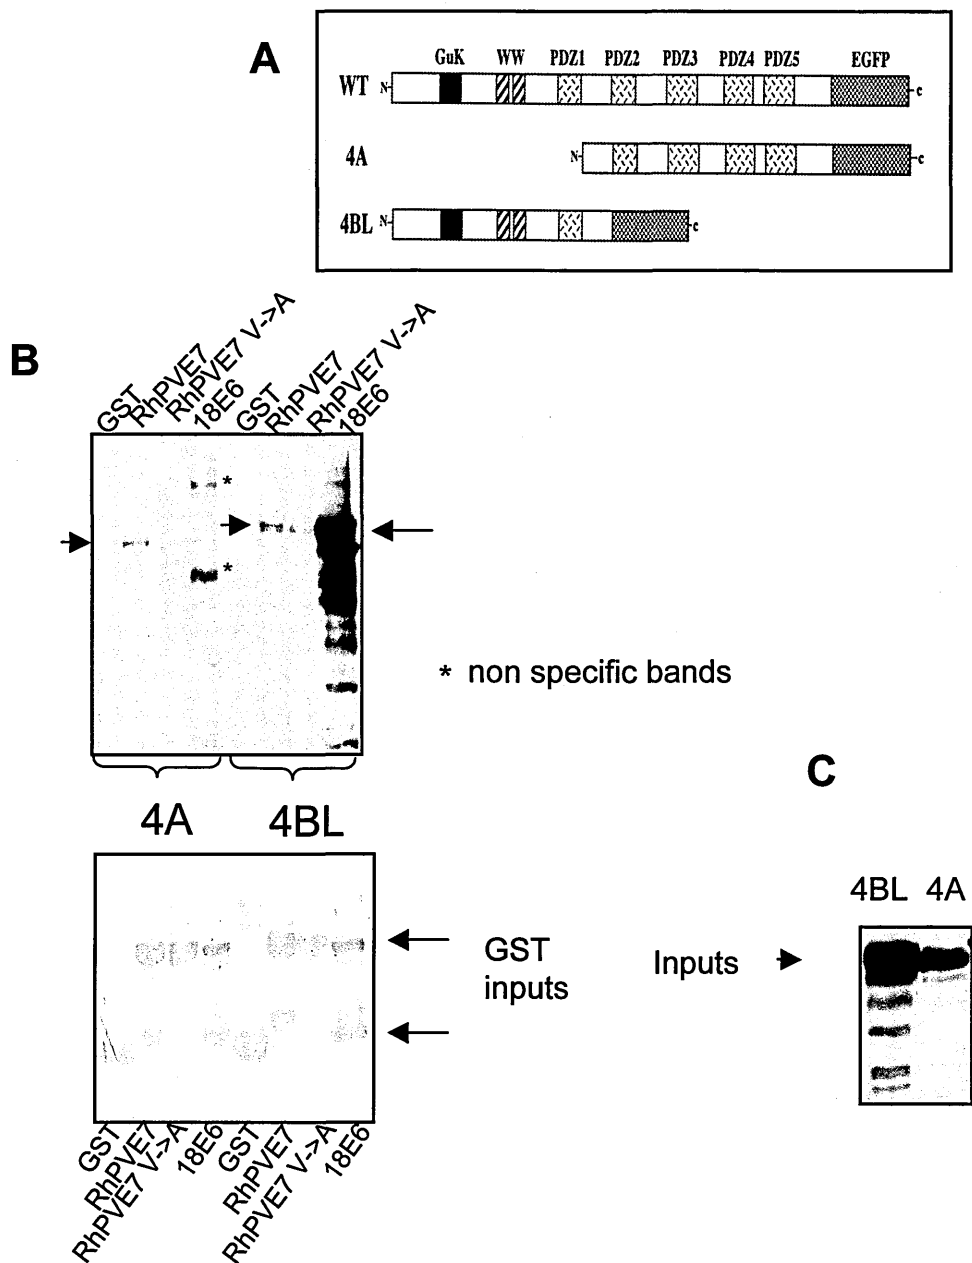 A
GuK WW PDZ1 PDZ2 PDZ3 PDZ4 PDZ5 EGFP
WT N- -c
4A N- -c
4BL N- -c
B
GST RhPVE7 RhPVE7 V->A 18E6 GST RhPVE7 RhPVE7 V->A 18E6
*
*
* non specific bands
4A 4BL
C
4BL 4A
GST
inputs
Inputs
GST RhPVE7 RhPVE7 V->A 18E6 GST RhPVE7 RhPVE7 V->A 18E6